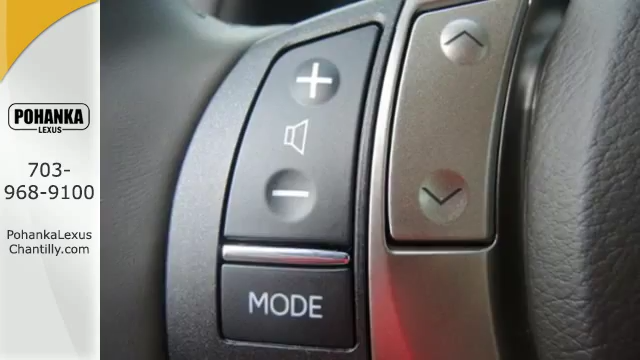 POHANKA
LEXUS
703-
968-9100
PohankaLexus
Chantilly.com
MODE